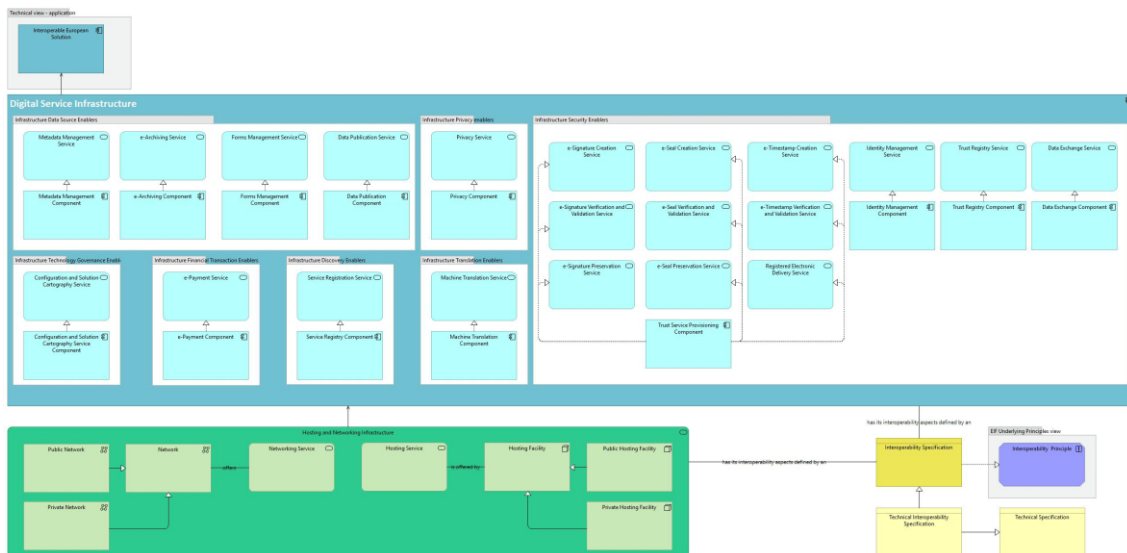 Technical view - application
Interoperable European
Solution
Digital Service Infrastructure
Infrastructure Data Source Enablers
Metadata Management
Service
e-Archiving Service
Forms Management Service
Data Publication Service
Metadata Management
Component
e-Archiving Component
Forms Management
Component
Data Publication
Component
Infrastructure Privacy enablers
Privacy Service
Privacy Component
Infrastructure Security Enablers
e-Signature Creation
Service
e-Seal Creation Service
e-Timestamp Creation
Service
Identity Management
Service
Trust Registry Service
Data Exchange Service
e-Signature Verification and
Validation Service
e-Seal Verification and
Validation Service
e-Timestamp Verification
and Validation Service
Identity Management
Component
Trust Registry Component
Data Exchange Component
e-Signature Preservation
Service
e-Seal Preservation Service
Registered Electronic
Delivery Service
Trust Service Provisioning
Component
Infrastructure Technology Governance Enabl
Configuration and Solution
Cartography Service
Configuration and Solution
Cartography Service
Component
Infrastructure Financial Transaction Enablers
e-Payment Service
e-Payment Component
Infrastructure Discovery Enablers
Service Registration Service
Service Registry Component
Infrastructure Translation Enablers
Machine Translation Service
Machine Translation
Component
Hosting and Networking Infrastructure
Public Network
Network
offers
Networking Service
Hosting Service
is offered by
Hosting Facility
Public Hosting Facility
Private Network
Private Hosting Facility
has its interoperability aspects defined by an
has its interoperability aspects defined by an
Interoperability Specification
EIF Underlying Principles view
Interoperability Principle
Technical Interoperability
Specification
Technical Specification